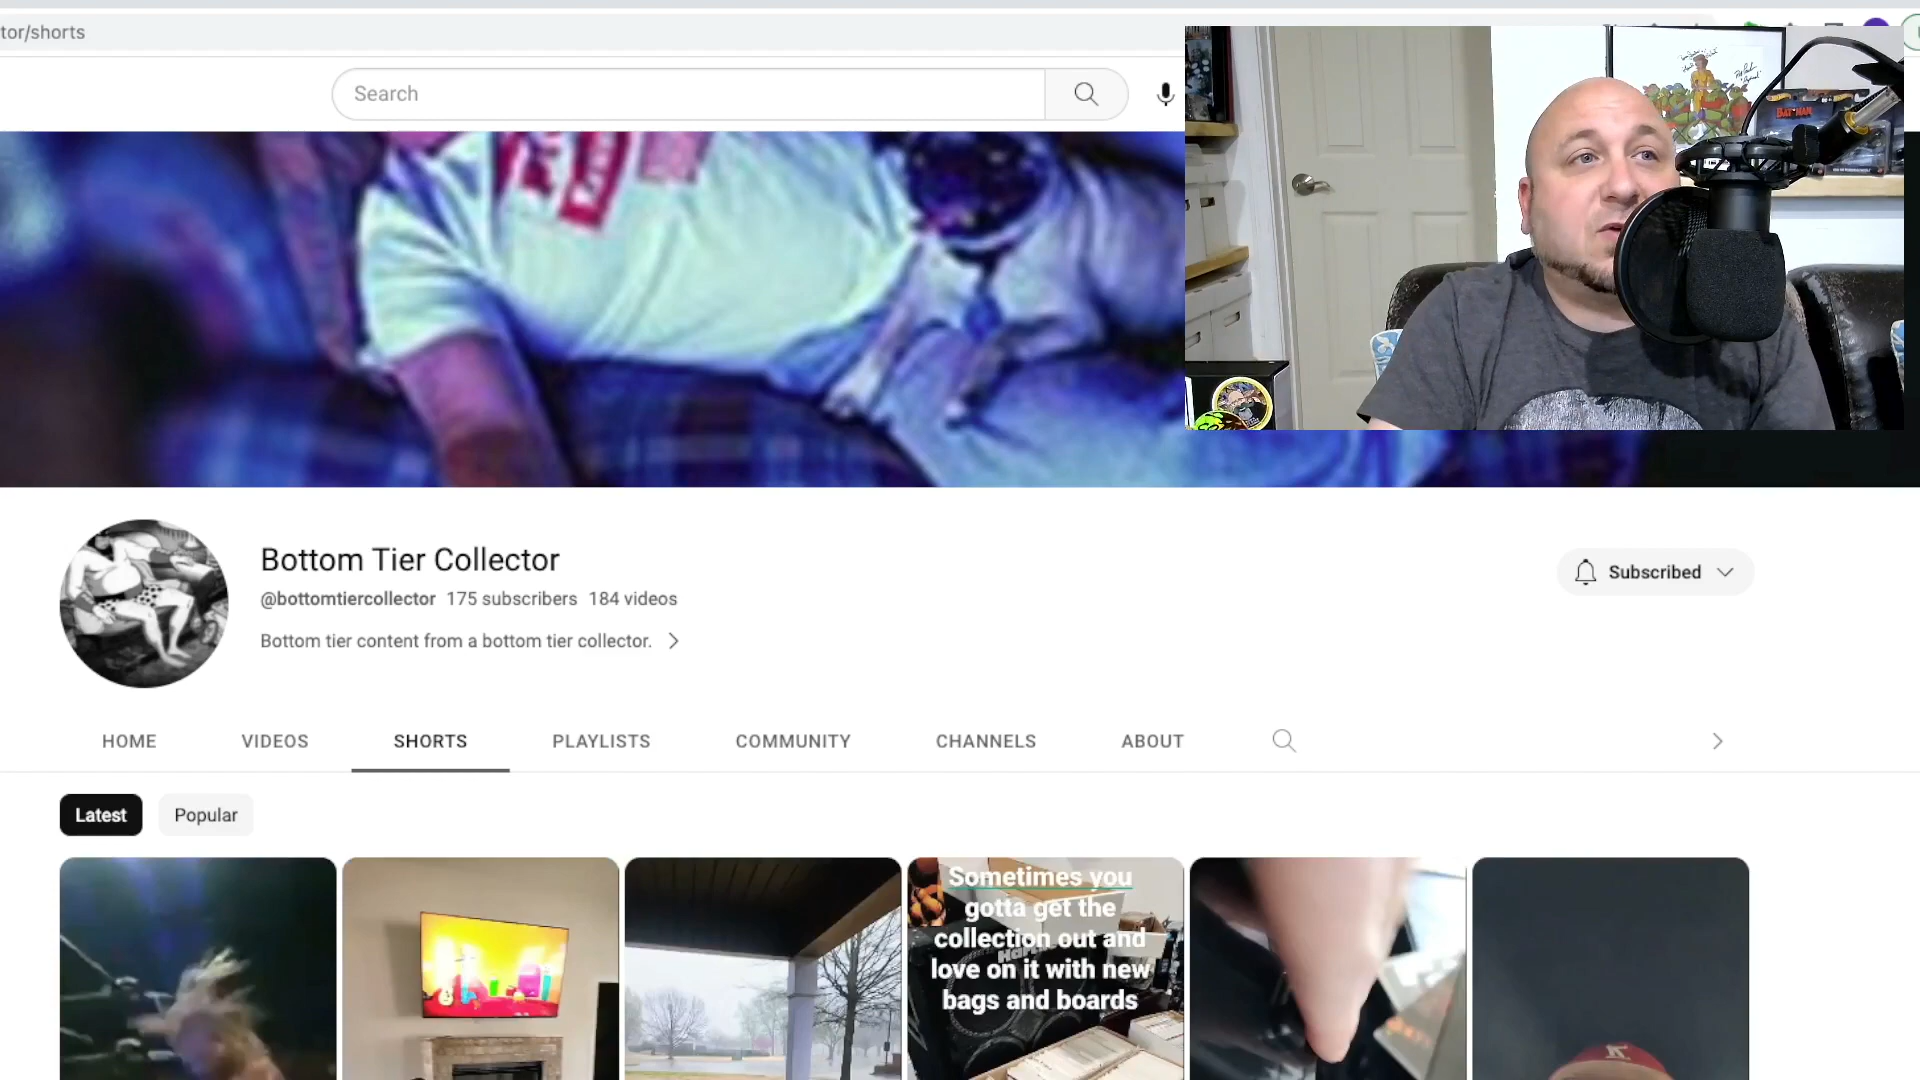 tor/shorts
Search
BATMAN
Bottom Tier Collector
@bottomtiercollector 175 subscribers 184 videos
Subscribed
Bottom tier content from a bottom tier collector.
HOME VIDEOS SHORTS PLAYLISTS COMMUNITY CHANNELS ABOUT
Latest Popular
Sometimes you
gotta get the
collection out and
love on it with new
bags and boards